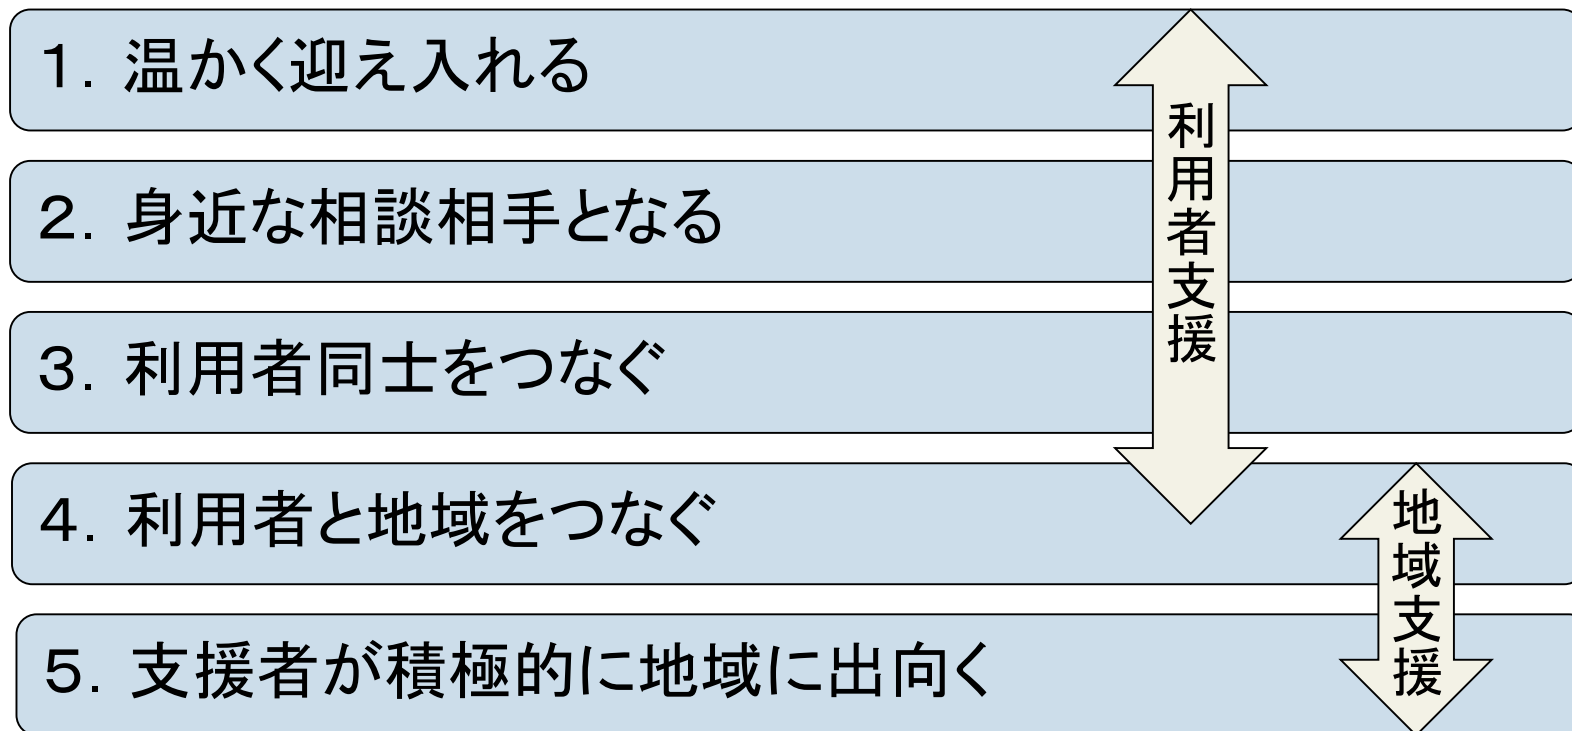 １．温かく迎え入れる
２．身近な相談相手となる
３．利用者同士をつなぐ
４．利用者と地域をつなぐ
５．支援者が積極的に地域に出向く
利用者支援
地域支援